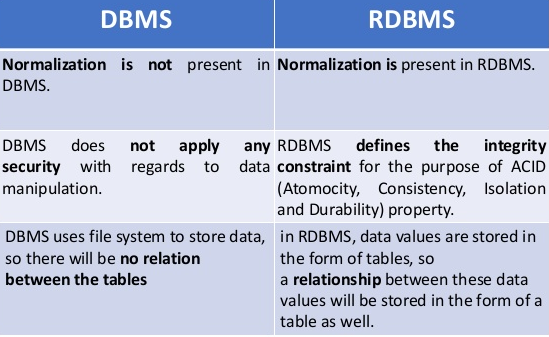 DBMS
RDBMS
Normalization is not present in
DBMS.
Normalization is present in RDBMS.
DBMS does not apply any
security with regards to data
manipulation.
RDBMS defines the integrity
constraint for the purpose of ACID
(Atomocity, Consistency, Isolation
and Durability) property.
DBMS uses file system to store data,
so there will be no relation
between the tables
in RDBMS, data values are stored in
the form of tables, so
a relationship between these data
values will be stored in the form of a
table as well.